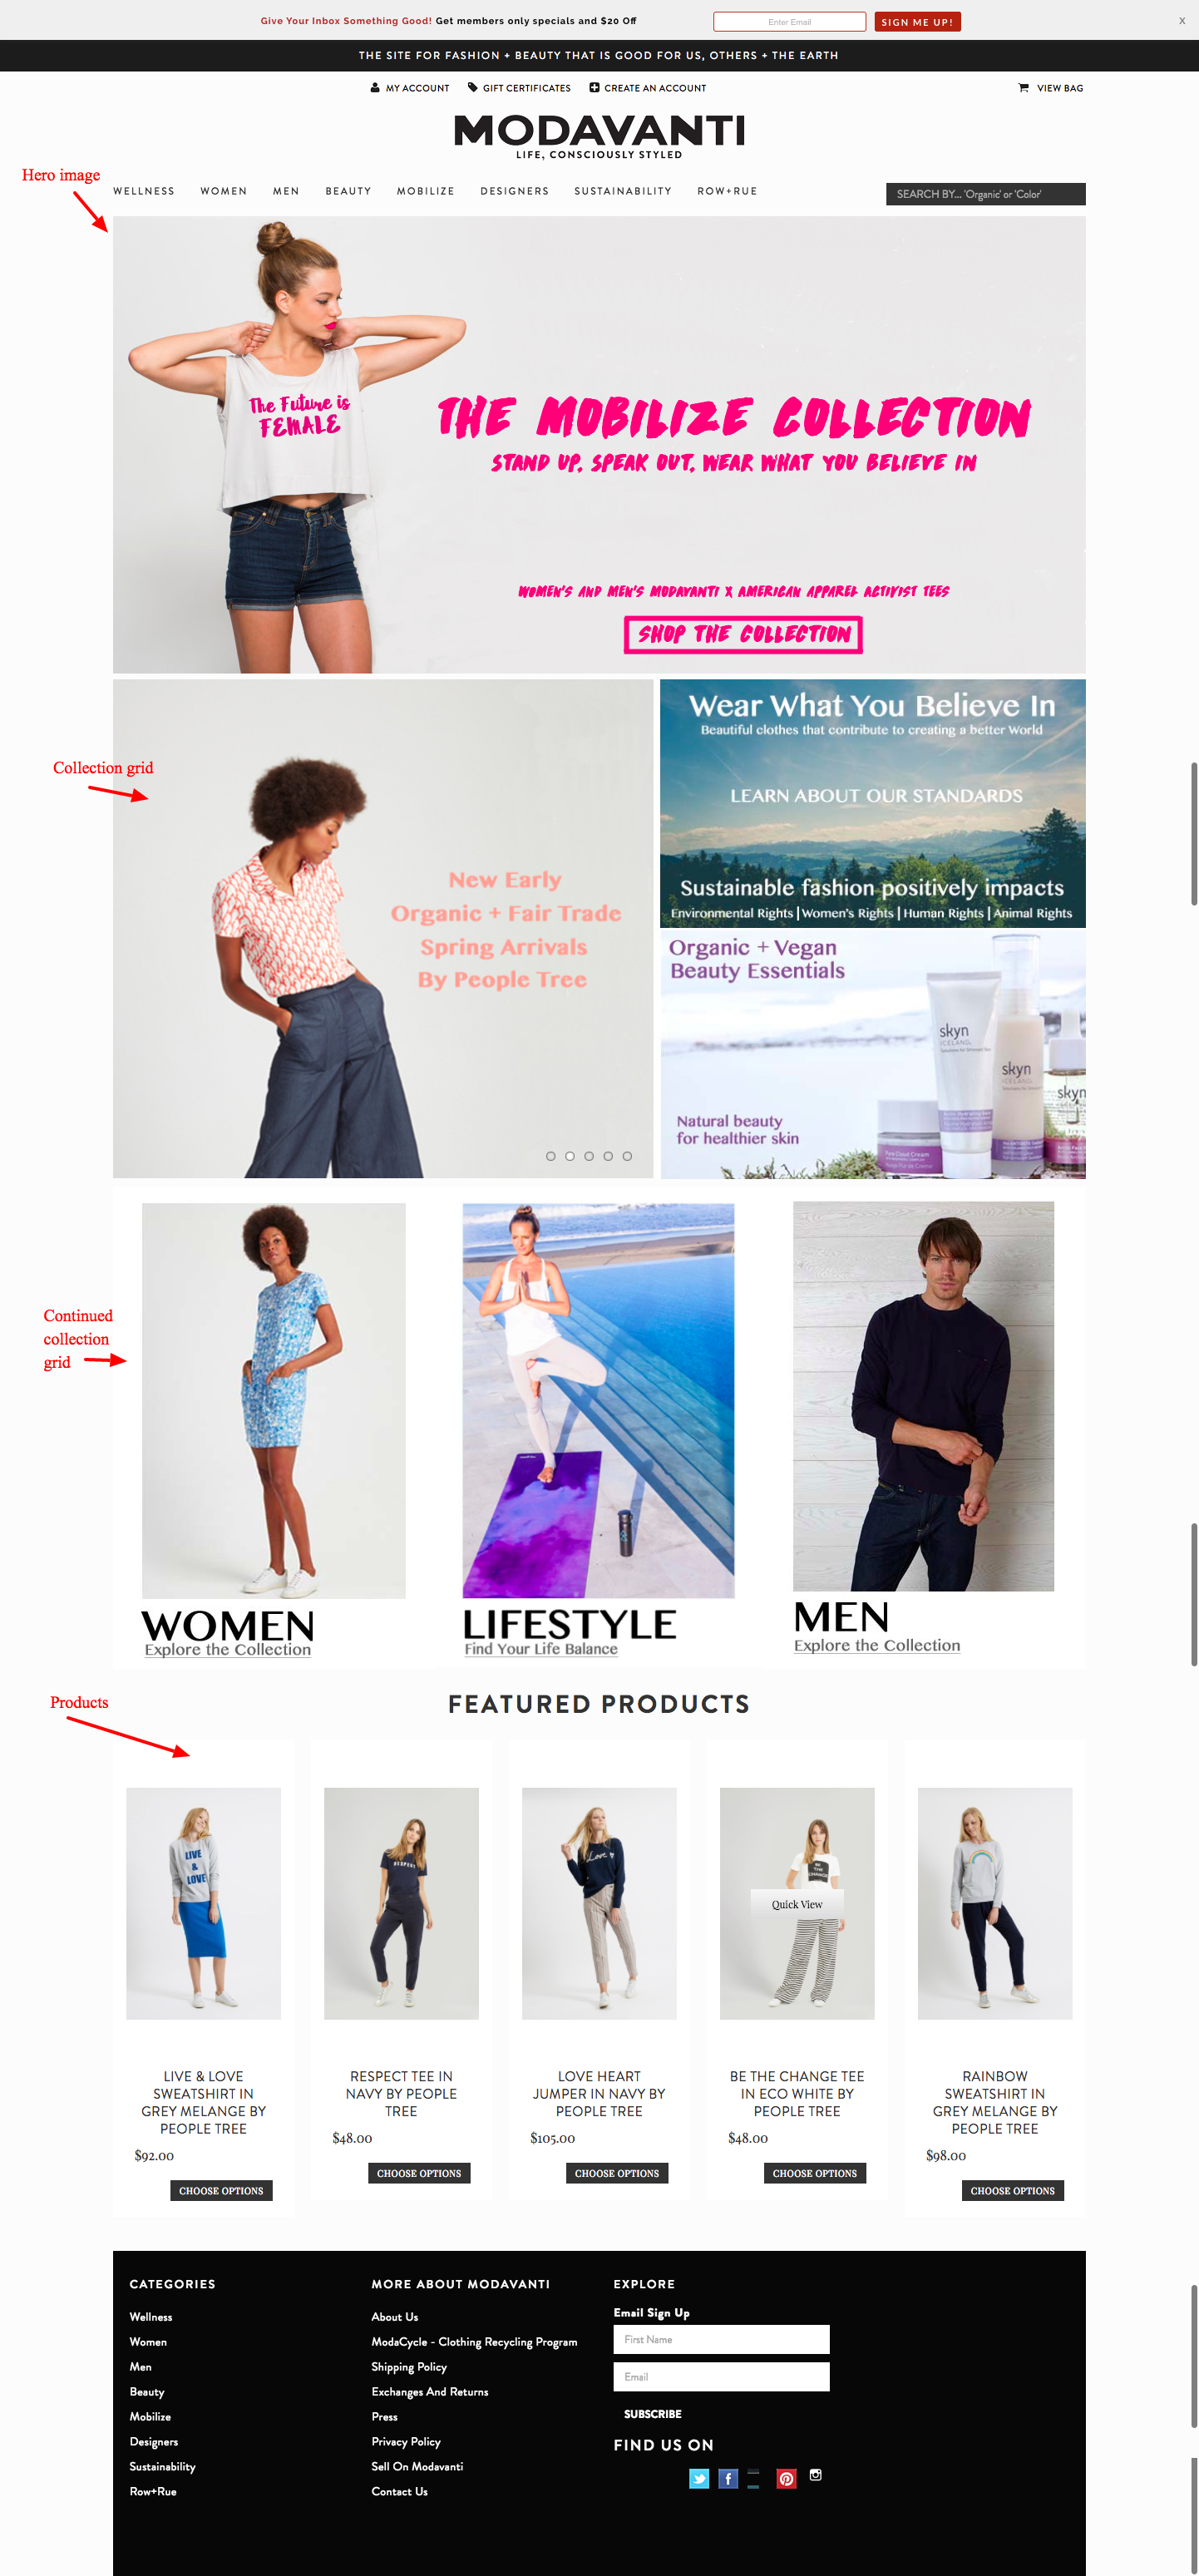 Give Your Inbox Something Good! Get members only specials and $20 Off
Enter Email
SIGN ME UP!
X
THE SITE FOR FASHION + BEAUTY THAT IS GOOD FOR US, OTHERS + THE EARTH
MY ACCOUNT
GIFT CERTIFICATES
CREATE AN ACCOUNT
VIEW BAG
MODAVANTI
LIFE, CONSCIOUSLY STYLED
Hero image
WELLNESS WOMEN MEN BEAUTY MOBILIZE DESIGNERS SUSTAINABILITY ROW+RUE
SEARCH BY... 'Organic' or 'Color'
The Future is
FEMALE
THE MOBILIZE COLLECTION
STAND UP, SPEAK OUT, WEAR WHAT YOU BELIEVE IN
WOMEN'S AND MEN'S MODAVANTI X AMERICAN APPAREL ACTIVIST TEES
SHOP THE COLLECTION
Collection grid
New Early
Organic + Fair Trade
Spring Arrivals
By People Tree
Wear What You Believe In
Beautiful clothes that contribute to creating a better World
LEARN ABOUT OUR STANDARDS
Sustainable fashion positively impacts
Environmental Rights | Women's Rights | Human Rights | Animal Rights
Organic + Vegan
Beauty Essentials
skyn
ICELAND
skyn
ICELAND
skyn
Natural beauty
for healthier skin
Continued
collection
grid
WOMEN
Explore the Collection
LIFESTYLE
Find Your Life Balance
MEN
Explore the Collection
Products
FEATURED PRODUCTS
LIVE
&
LOVE
RESPECT
Love
BE
THE
CHANGE
Quick View
LIVE & LOVE
SWEATSHIRT IN
GREY MELANGE BY
PEOPLE TREE
$92.00
CHOOSE OPTIONS
RESPECT TEE IN
NAVY BY PEOPLE
TREE
$48.00
CHOOSE OPTIONS
LOVE HEART
JUMPER IN NAVY BY
PEOPLE TREE
$105.00
CHOOSE OPTIONS
BE THE CHANGE TEE
IN ECO WHITE BY
PEOPLE TREE
$48.00
CHOOSE OPTIONS
RAINBOW
SWEATSHIRT IN
GREY MELANGE BY
PEOPLE TREE
$98.00
CHOOSE OPTIONS
CATEGORIES
Wellness
Women
Men
Beauty
Mobilize
Designers
Sustainability
Row+Rue
MORE ABOUT MODAVANTI
About Us
ModaCycle - Clothing Recycling Program
Shipping Policy
Exchanges And Returns
Press
Privacy Policy
Sell On Modavanti
Contact Us
EXPLORE
Email Sign Up
First Name
Email
SUBSCRIBE
FIND US ON